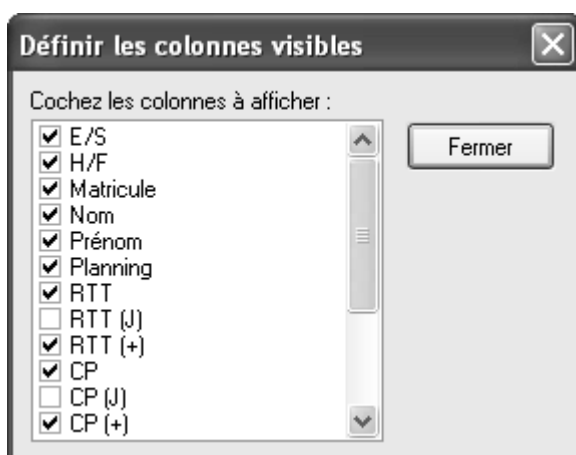 Définir les colonnes visibles
Cochez les colonnes à afficher :
E/S
H/F
Matricule
Nom
Prénom
Planning
RTT
RTT (J)
RTT (+)
CP
CP (J)
CP (+)
Fermer